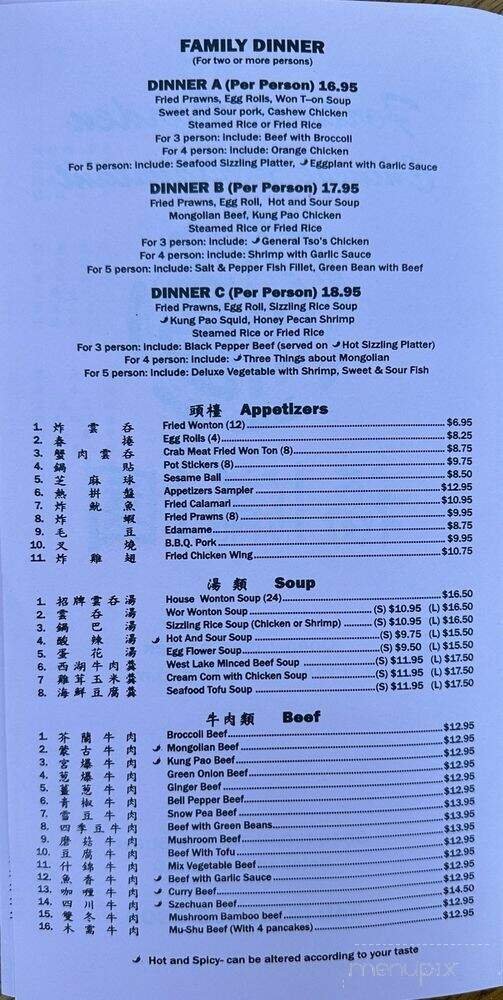 FAMILY DINNER
(For two or more persons)
DINNER A (Per Person) 16.95
Fried Prawns, Egg Rolls, Won T--on Soup
Sweet and Sour pork, Cashew Chicken
Steamed Rice or Fried Rice
For 3 person: Include: Beef with Broccoli
For 4 person: Include: Orange Chicken
For 5 person: include: Seafood Sizzling Platter, Eggplant with Garlic Sauce
DINNER B (Per Person) 17.95
Fried Prawns, Egg Roll, Hot and Sour Soup
Mongolian Beef, Kung Pao Chicken
Steamed Rice or Fried Rice
For 3 person: Include: General Tso's Chicken
For 4 person: include: Shrimp with Garlic Sauce
For 5 person: include: Salt & Pepper Fish Fillet, Green Bean with Beef
DINNER C (Per Person) 18.95
Fried Prawns, Egg Roll, Sizzling Rice Soup
Kung Pao Squid, Honey Pecan Shrimp
Steamed Rice or Fried Rice
For 3 person: Include: Black Pepper Beef (served on Hot Sizzling Platter)
For 4 person: Include: Three Things about Mongolian
For 5 person: Include: Deluxe Vegetable with Shrimp, Sweet & Sour Fish
頭檯 Appetizers
1. 炸雲呑 Fried Wonton (12) $6.95
2. 春捲 Egg Rolls (4) $8.25
3. 蟹肉雲呑 Crab Meat Fried Won Ton (8) $8.75
4. 鍋貼 Pot Stickers (8) $9.75
5. 芝麻球 Sesame Ball $8.50
6. 熱拼盤 Appetizers Sampler $12.95
7. 炸魷魚 Fried Calamari $10.95
8. 炸蝦 Fried Prawns (8) $9.95
9. 毛豆 Edamame $8.75
10. 叉燒 B.B.Q. Pork $9.95
11. 炸雞翅 Fried Chicken Wing $10.75
湯類 Soup
1. 招牌雲呑湯 House Wonton Soup (24) $16.50
2. 雲呑湯 Wor Wonton Soup (S) $10.95 (L) $16.50
3. 鍋巴湯 Sizzling Rice Soup (Chicken or Shrimp) (S) $10.95 (L) $16.50
4. 酸辣湯 Hot And Sour Soup (S) $9.75 (L) $15.50
5. 蛋花湯 Egg Flower Soup (S) $9.50 (L) $15.50
6. 西湖牛肉羹 West Lake Minced Beef Soup (S) $11.95 (L) $17.50
7. 雞茸玉米羹 Cream Corn with Chicken Soup (S) $11.95 (L) $17.50
8. 海鮮豆腐羹 Seafood Tofu Soup (S) $11.95 (L) $17.50
牛肉類 Beef
1. 芥蘭牛肉 Broccoli Beef $12.95
2. 蒙古牛肉 Mongolian Beef $12.95
3. 宮爆牛肉 Kung Pao Beef $12.95
4. 葱爆牛肉 Green Onion Beef $12.95
5. 薑葱牛肉 Ginger Beef $12.95
6. 青椒牛肉 Bell Pepper Beef $12.95
7. 雪豆牛肉 Snow Pea Beef $13.95
8. 四季豆牛肉 Beef with Green Beans $13.95
9. 磨菇牛肉 Mushroom Beef $13.95
10. 豆腐牛肉 Beef With Tofu $12.95
11. 什錦牛肉 Mix Vegetable Beef $12.95
12. 魚香牛肉 Beef with Garlic Sauce $12.95
13. 咖喱牛肉 Curry Beef $12.95
14. 四川牛肉 Szechuan Beef $14.50
15. 雙冬牛肉 Mushroom Bamboo beef $12.95
16. 木需牛肉 Mu-Shu Beef (With 4 pancakes) $12.95
Hot and Spicy- can be altered according to your taste
menupix